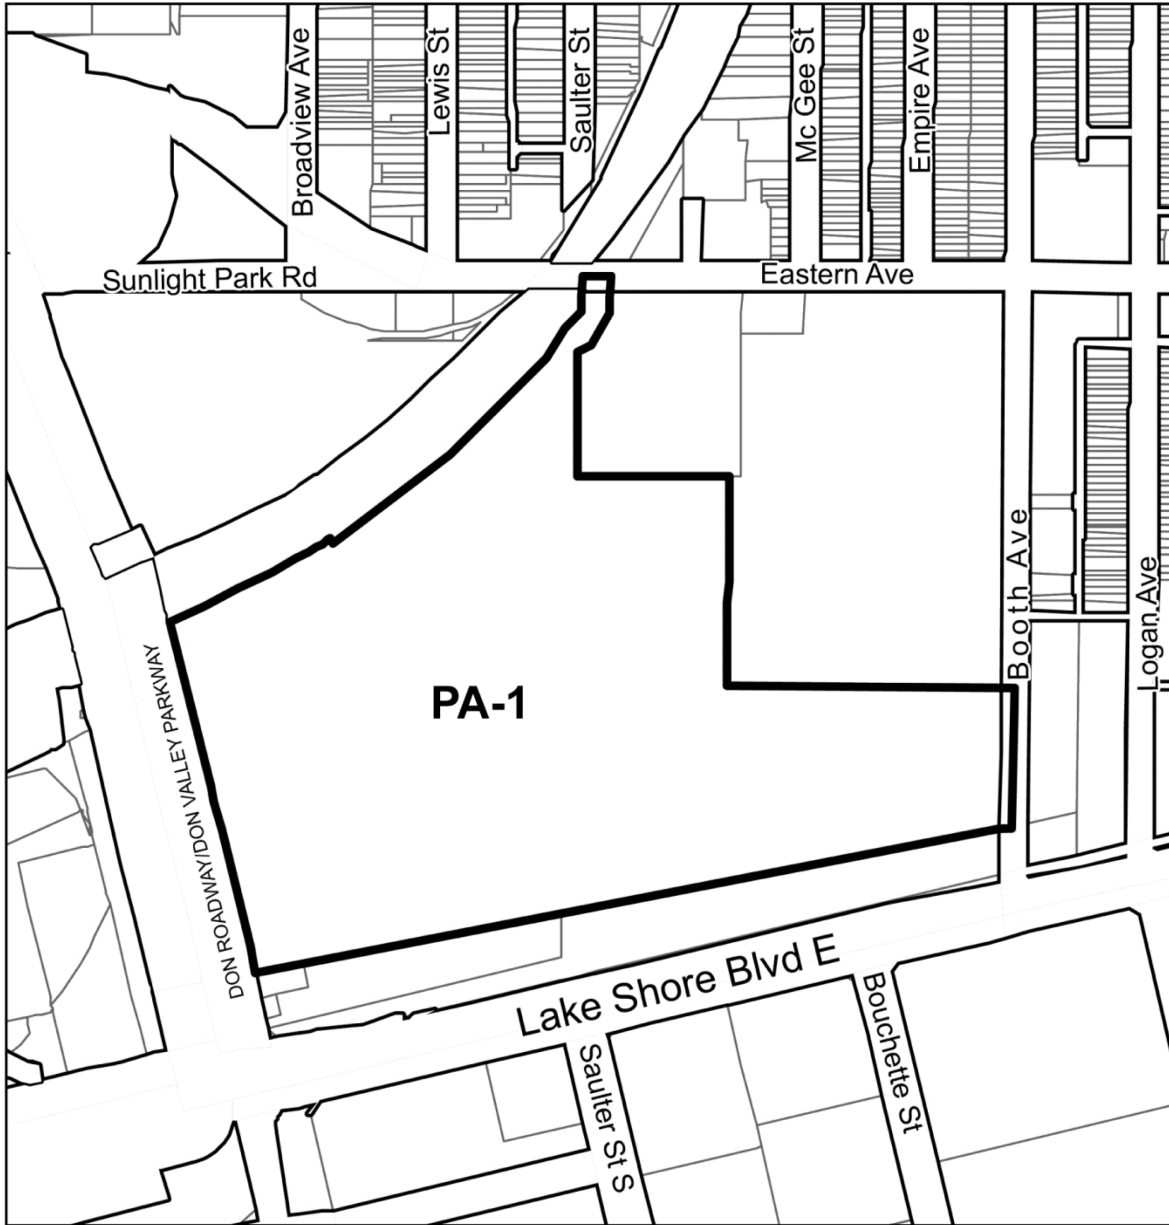 Broadview Ave
Lewis St
Saulter St
Mc Gee St
Empire Ave
Sunlight Park Rd
Eastern Ave
Booth Ave
Logan Ave
PA-1
DON ROADWAY/DON VALLEY PARKWAY
Lake Shore Blvd E
Saulter St S
Bouchette St